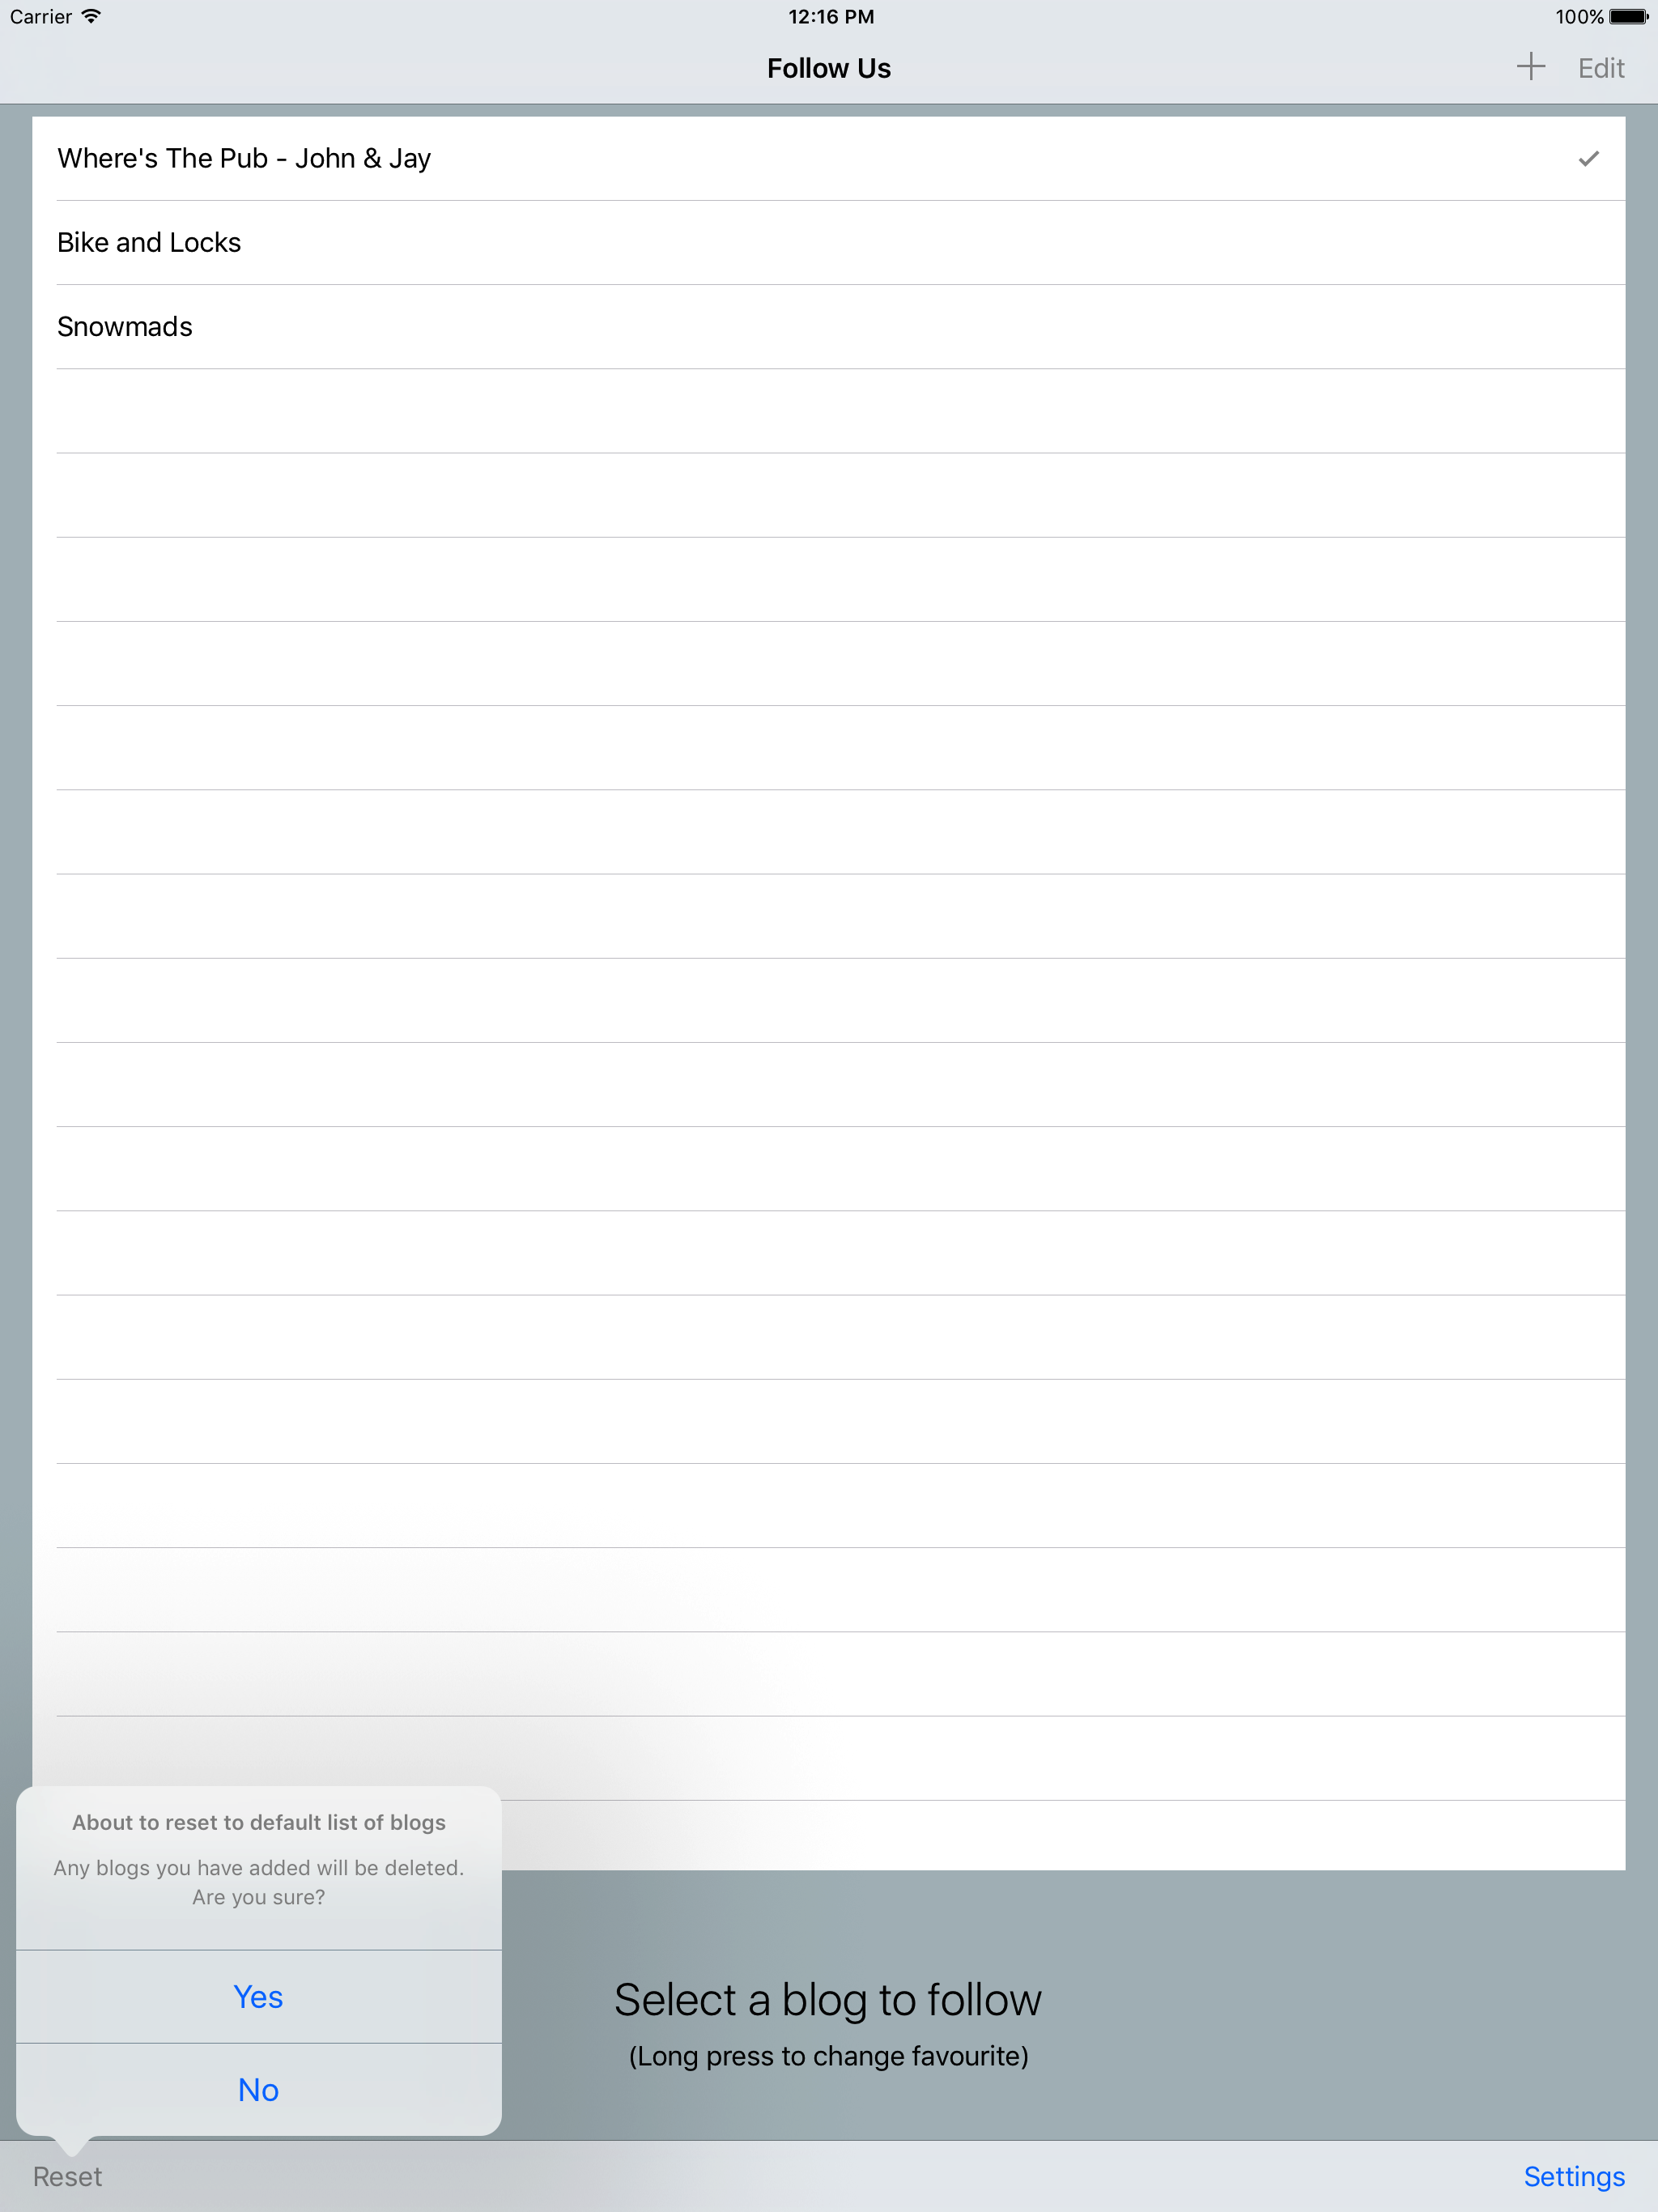 Carrier 12:16 PM 100%
Follow Us Edit
Where's The Pub - John & Jay
Bike and Locks
Snowmads
About to reset to default list of blogs
Any blogs you have added will be deleted.
Are you sure?
Yes
No
Select a blog to follow
(Long press to change favourite)
Reset Settings